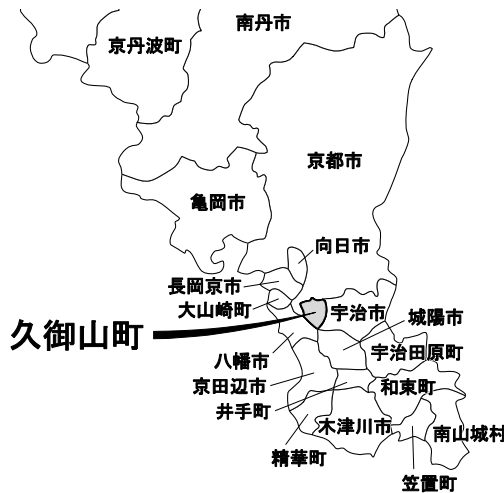 南丹市
京丹波町
京都市
亀岡市
向日市
長岡京市
大山崎町
宇治市
城陽市
久御山町
宇治田原町
八幡市
京田辺市
和束町
井手町
木津川市
南山城村
精華町
笠置町